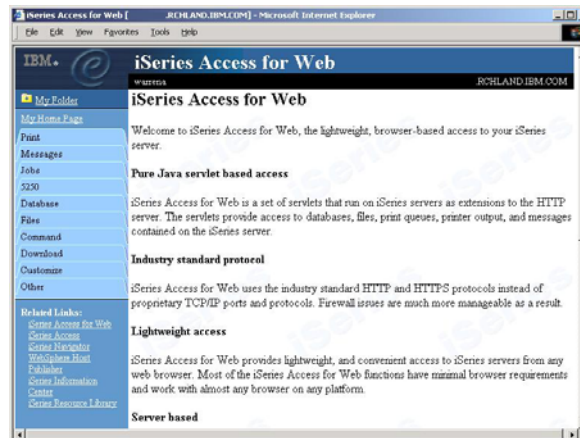 iSeries Access for Web [ .RCHLAND.IBM.COM] - Microsoft Internet Explorer
File Edit View Favorites Tools Help
IBM.
iSeries Access for Web
warrena .RCHLAND.IBM.COM
My Folder
My Home Page
Print
Messages
Jobs
5250
Database
Files
Command
Download
Customize
Other
Related Links:
iSeries Access for Web
iSeries Access
iSeries Navigator
WebSphere Host
Publisher
iSeries Information
Center
iSeries Resource Library
iSeries Access for Web
Welcome to iSeries Access for Web, the lightweight, browser-based access to your iSeries
server.
Pure Java servlet based access
iSeries Access for Web is a set of servlets that run on iSeries servers as extensions to the HTTP
server. The servlets provide access to databases, files, print queues, printer output, and messages
contained on the iSeries server.
Industry standard protocol
iSeries Access for Web uses the industry standard HTTP and HTTPS protocols instead of
proprietary TCP/IP ports and protocols. Firewall issues are much more manageable as a result.
Lightweight access
iSeries Access for Web provides lightweight, and convenient access to iSeries servers from any
web browser. Most of the iSeries Access for Web functions have minimal browser requirements
and work with almost any browser on any platform.
Server based